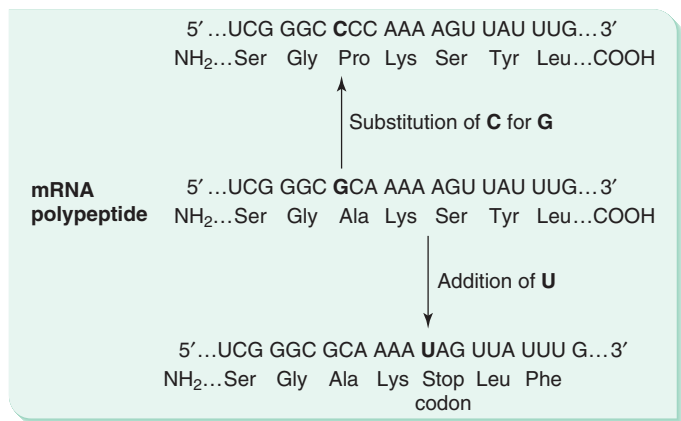 5′ ...UCG GGC CCC AAA AGU UAU UUG...3′
NH₂...Ser Gly Pro Lys Ser Tyr Leu...COOH
Substitution of C for G
mRNA 5′ ...UCG GGC GCA AAA AGU UAU UUG...3′
polypeptide NH₂...Ser Gly Ala Lys Ser Tyr Leu...COOH
Addition of U
5′...UCG GGC GCA AAA UAG UUA UUU G...3′
NH₂...Ser Gly Ala Lys Stop Leu Phe
codon